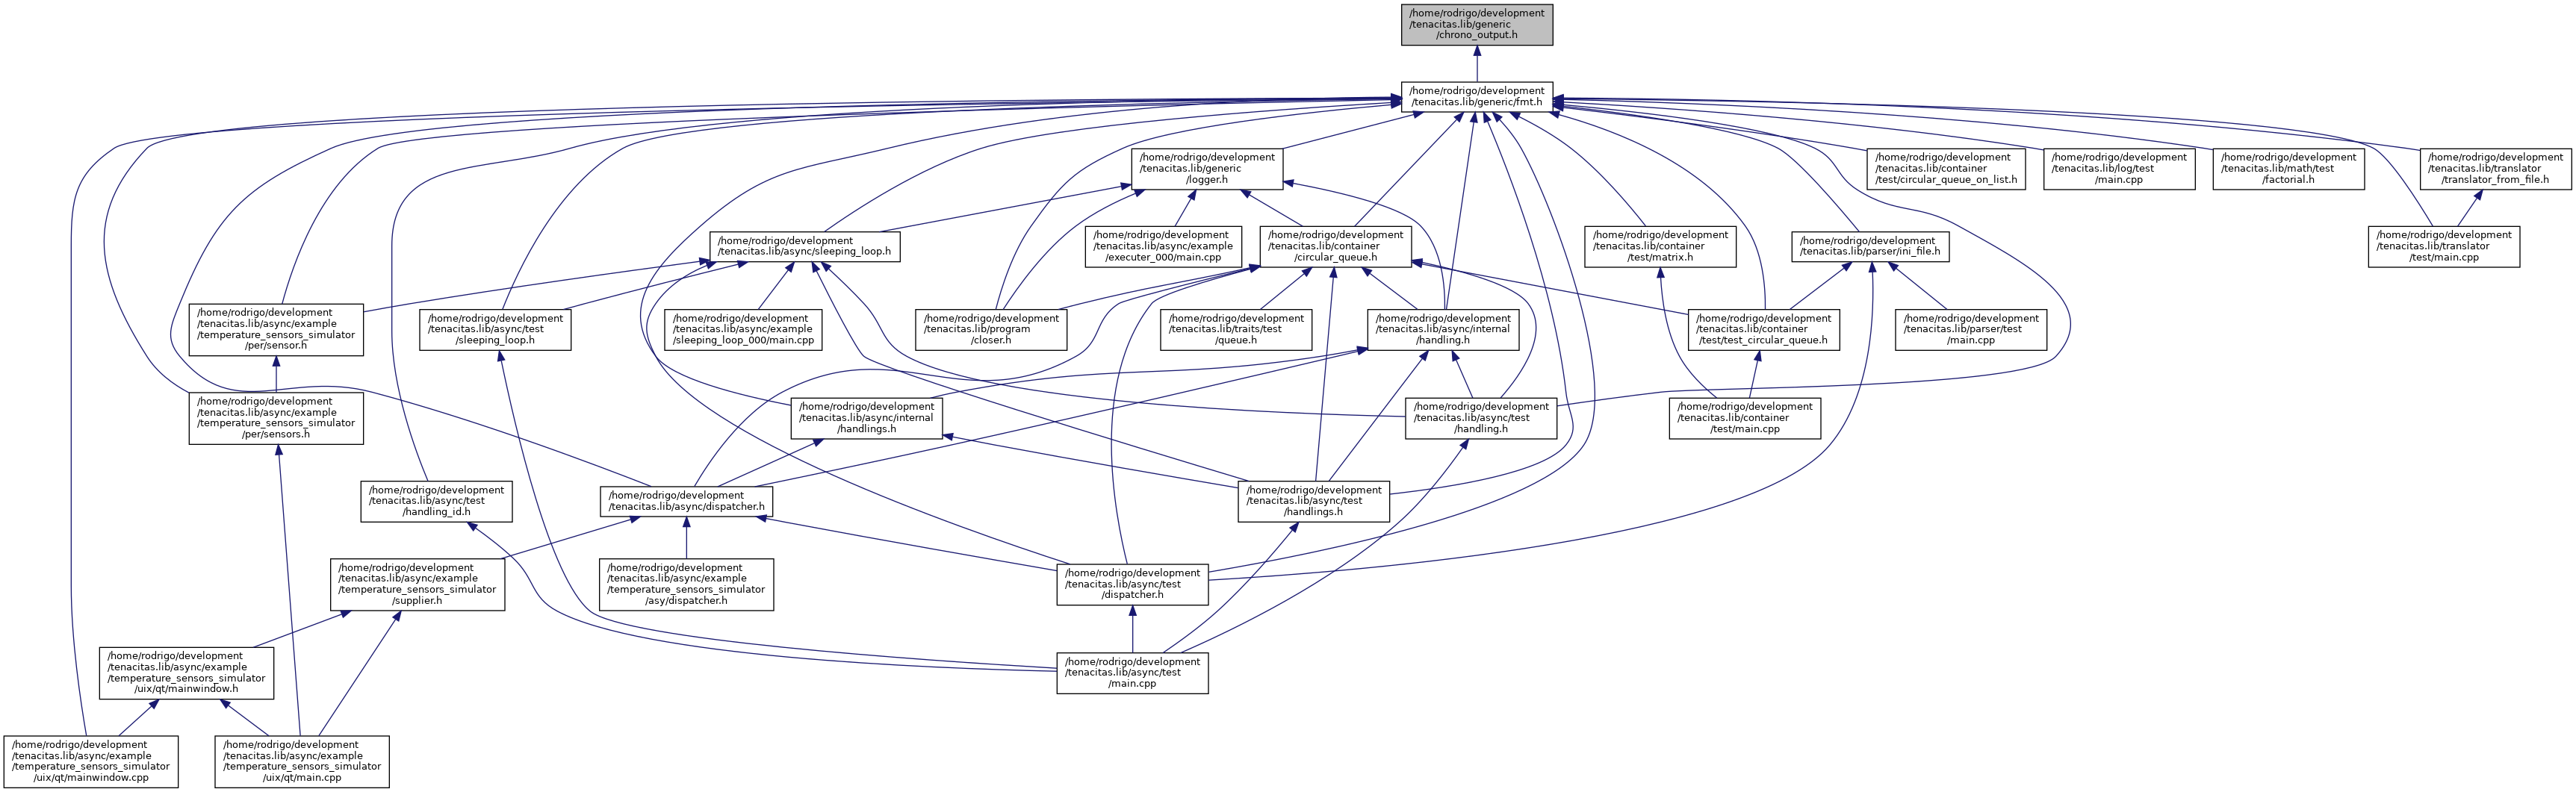 /home/rodrigo/development
/tenacitas.lib/generic
/chrono_output.h
/home/rodrigo/development
/tenacitas.lib/generic/fmt.h
/home/rodrigo/development
/tenacitas.lib/generic
/logger.h
/home/rodrigo/development
/tenacitas.lib/container
test/circular_queue_on_list.h
/home/rodrigo/development
/tenacitas.lib/log/test
/main.cpp
/home/rodrigo/development
/tenacitas.lib/math/test
/factorial.h
/home/rodrigo/development
/tenacitas.lib/translator
/translator_from_file.h
/home/rodrigo/development
/tenacitas.lib/async/sleeping_loop.h
/home/rodrigo/development
/tenacitas.lib/async/example
/executer_000/main.cpp
/home/rodrigo/development
/tenacitas.lib/container
/circular_queue.h
/home/rodrigo/development
/tenacitas.lib/container
/test/matrix.h
/home/rodrigo/development
/tenacitas.lib/parser/ini_file.h
/home/rodrigo/development
/tenacitas.lib/translator
/test/main.cpp
/home/rodrigo/development
/tenacitas.lib/async/example
/temperature_sensors_simulator
/per/sensor.h
/home/rodrigo/development
/tenacitas.lib/async/test
/sleeping_loop.h
/home/rodrigo/development
/tenacitas.lib/async/example
/sleeping_loop_000/main.cpp
/home/rodrigo/development
/tenacitas.lib/program
/closer.h
/home/rodrigo/development
/tenacitas.lib/traits/test
/queue.h
/home/rodrigo/development
/tenacitas.lib/async/internal
/handling.h
/home/rodrigo/development
/tenacitas.lib/container
/test/test_circular_queue.h
/home/rodrigo/development
/tenacitas.lib/parser/test
/main.cpp
/home/rodrigo/development
/tenacitas.lib/async/example
/temperature_sensors_simulator
/per/sensors.h
/home/rodrigo/development
/tenacitas.lib/async/internal
/handlings.h
/home/rodrigo/development
/tenacitas.lib/async/test
/handling.h
/home/rodrigo/development
/tenacitas.lib/container
/test/main.cpp
/home/rodrigo/development
/tenacitas.lib/async/test
/handling_id.h
/home/rodrigo/development
/tenacitas.lib/async/dispatcher.h
/home/rodrigo/development
/tenacitas.lib/async/test
/handlings.h
/home/rodrigo/development
/tenacitas.lib/async/example
/temperature_sensors_simulator
/supplier.h
/home/rodrigo/development
/tenacitas.lib/async/example
/temperature_sensors_simulator
/asy/dispatcher.h
/home/rodrigo/development
/tenacitas.lib/async/test
/dispatcher.h
/home/rodrigo/development
/tenacitas.lib/async/example
/temperature_sensors_simulator
/uix/qt/mainwindow.h
/home/rodrigo/development
/tenacitas.lib/async/test
/main.cpp
/home/rodrigo/development
/tenacitas.lib/async/example
/temperature_sensors_simulator
/uix/qt/mainwindow.cpp
/home/rodrigo/development
/tenacitas.lib/async/example
/temperature_sensors_simulator
/uix/qt/main.cpp